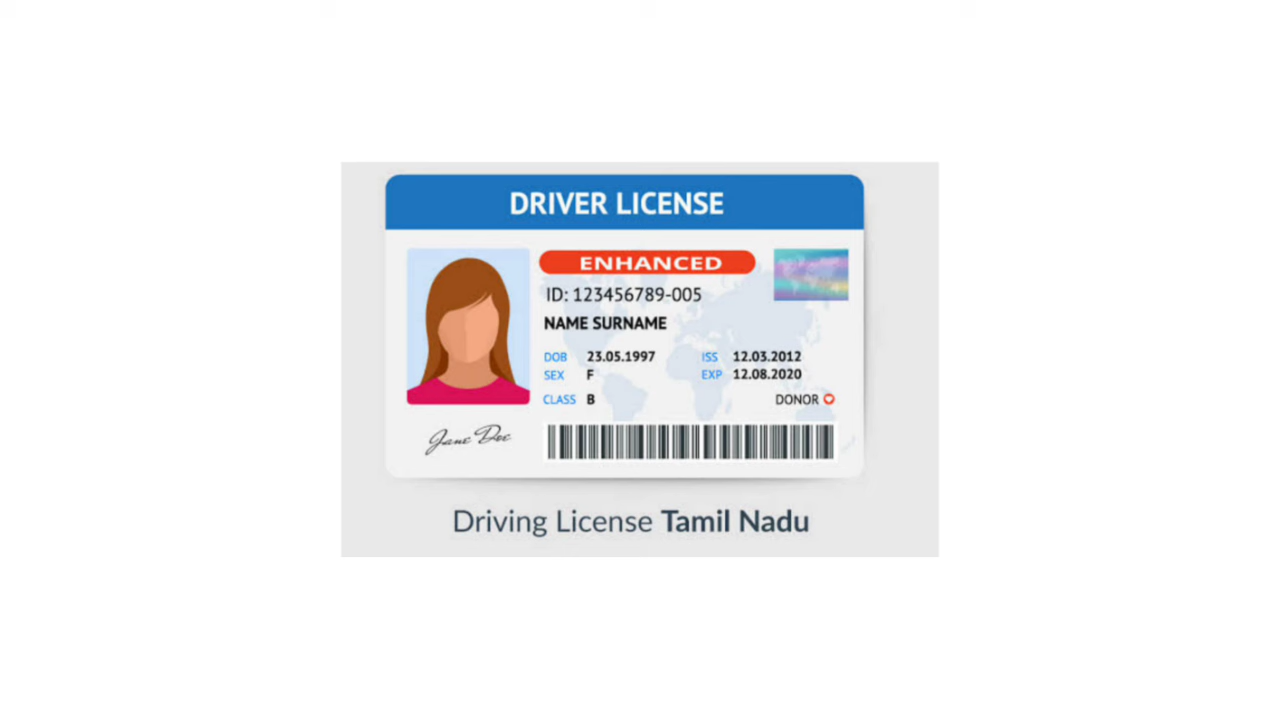 DRIVER LICENSE
ENHANCED
ID: 123456789-005
NAME SURNAME
DOB 23.05.1997 ISS 12.03.2012
SEX F EXP 12.08.2020
CLASS B DONOR
Jane Doe
Driving License Tamil Nadu